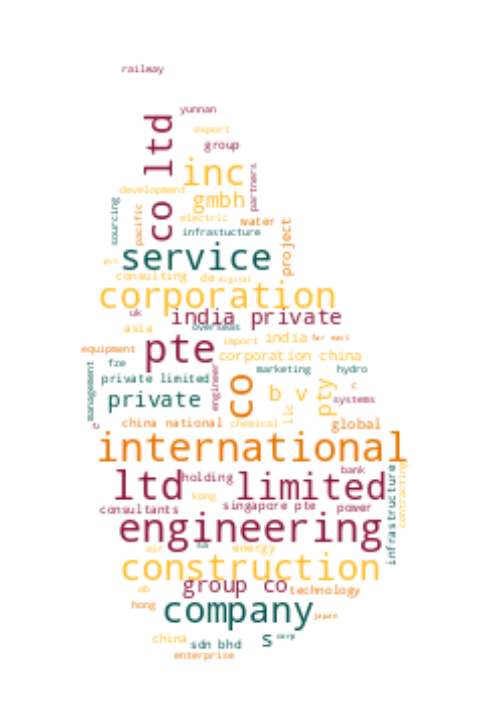 railway
yunnan
co ltd
export
group
inc
partners
development
gmbh
sourcing
pacific
electric
water
infrastucture
project
service
consulting
de
digital
corporation
uk
india private
asia
overseas
import
india
far east
equipment
pte
corporation china
fze
marketing
hydro
management
private limited
engineer
co
c
private
b v
pty
systems
llc
china national
chemical
global
international
bank
ltd
holding
limited
infrastructure
contracting
kong
consultants
singapore pte
power
engineering
air
sa
energy
construction
group co
technology
ab
hong
company
japan
china
sdn bhd
s
corp
enterprise